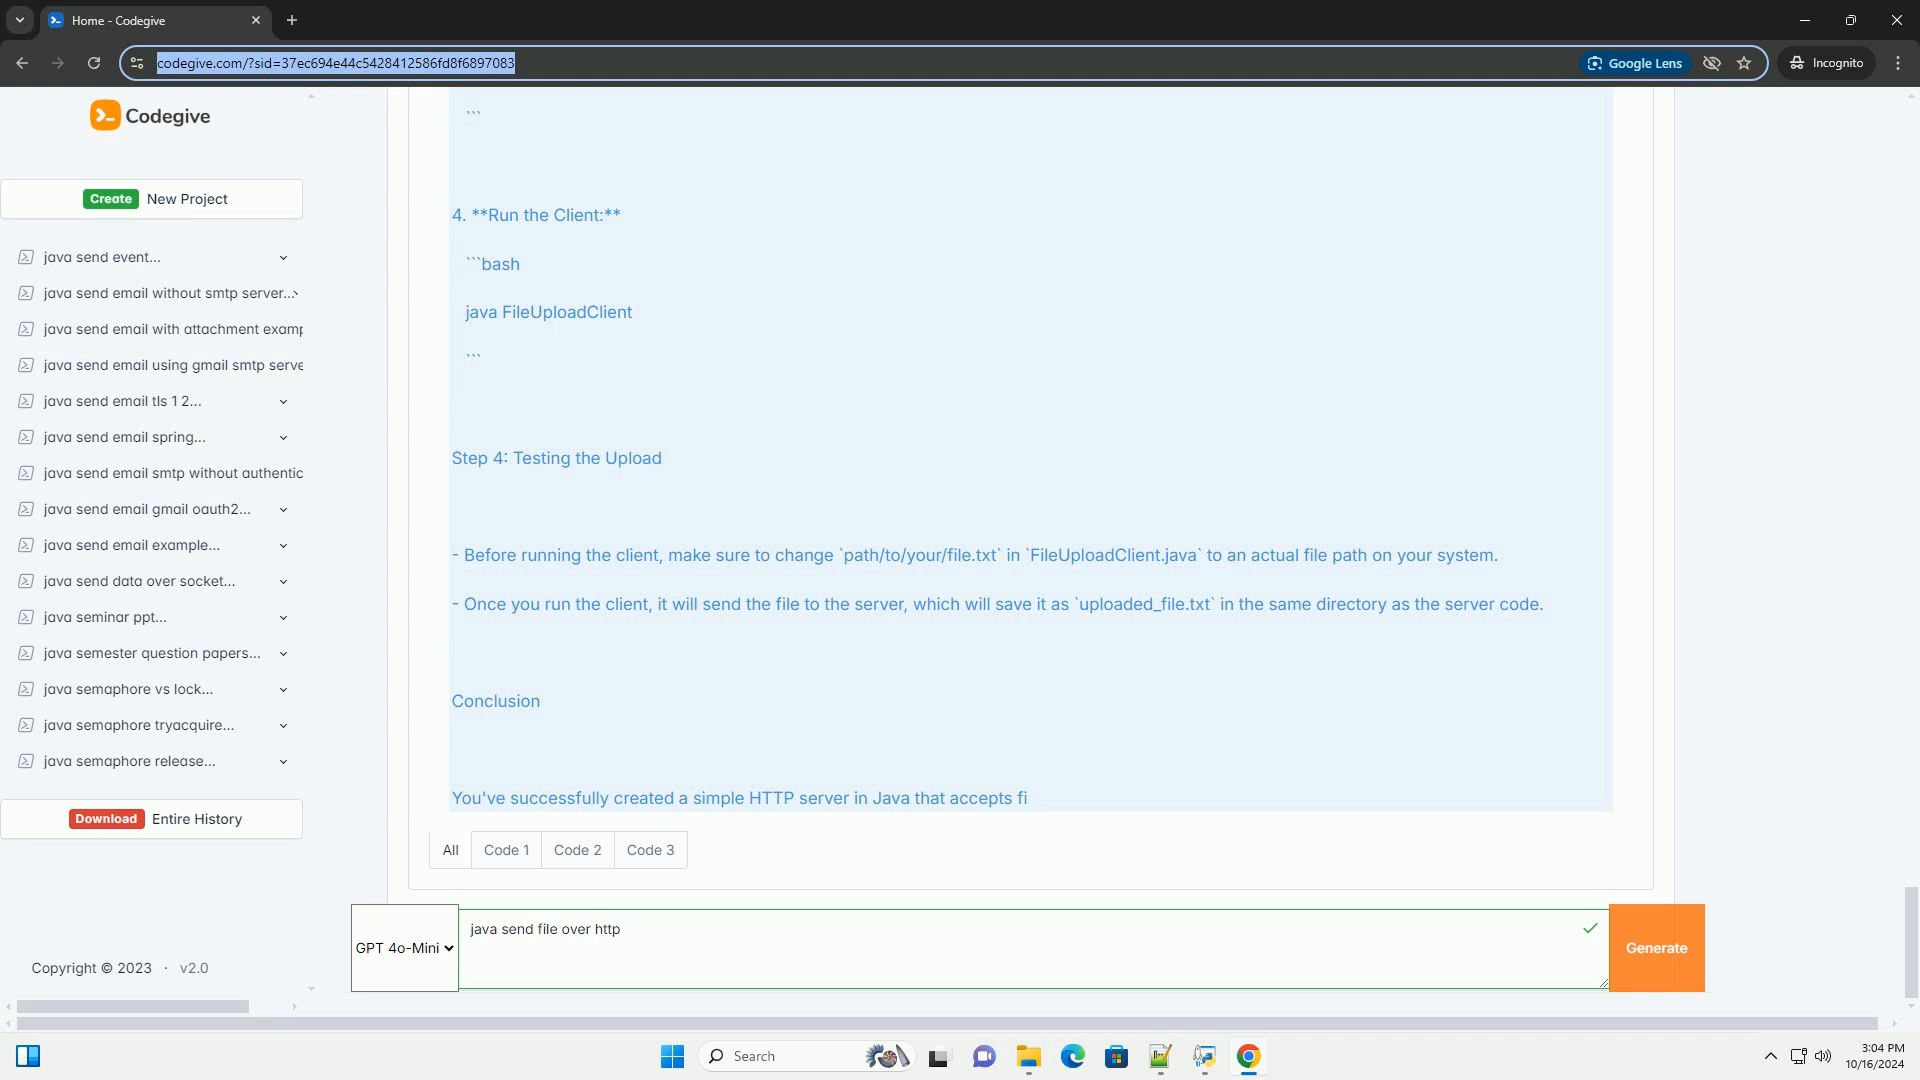 Home - Codegive
codegive.com/?sid=37ec694e44c5428412586fd8f6897083
Google Lens
Incognito
Codegive
Create New Project
java send event...
java send email without smtp server...
java send email with attachment examp
java send email using gmail smtp serve
java send email tls 1 2...
java send email spring...
java send email smtp without authentic
java send email gmail oauth2...
java send email example...
java send data over socket...
java seminar ppt...
java semester question papers...
java semaphore vs lock...
java semaphore tryacquire...
java semaphore release...
Download Entire History
Copyright © 2023 · v2.0
```
4. **Run the Client:**
```bash
java FileUploadClient
```
Step 4: Testing the Upload
- Before running the client, make sure to change `path/to/your/file.txt` in `FileUploadClient.java` to an actual file path on your system.
- Once you run the client, it will send the file to the server, which will save it as `uploaded_file.txt` in the same directory as the server code.
Conclusion
You've successfully created a simple HTTP server in Java that accepts fi
All Code 1 Code 2 Code 3
GPT 4o-Mini
java send file over http
Generate
Search
3:04 PM
10/16/2024